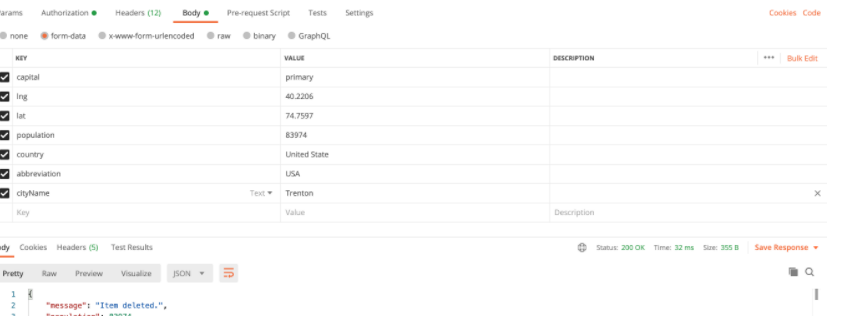 Authorization Headers (12) Body Pre-request Script Tests Settings Cookies Code
none form-data x-www-form-urlencoded raw binary GraphQL
KEY VALUE DESCRIPTION ••• Bulk Edit
capital primary
lng 40.2206
lat 74.7597
population 83974
country United State
abbreviation USA
cityName Text Trenton
Key Value Description
Cookies Headers (5) Test Results Status: 200 OK Time: 32 ms Size: 355 B Save Response
Pretty Raw Preview Visualize JSON
1 {
2 "message": "Item deleted.",